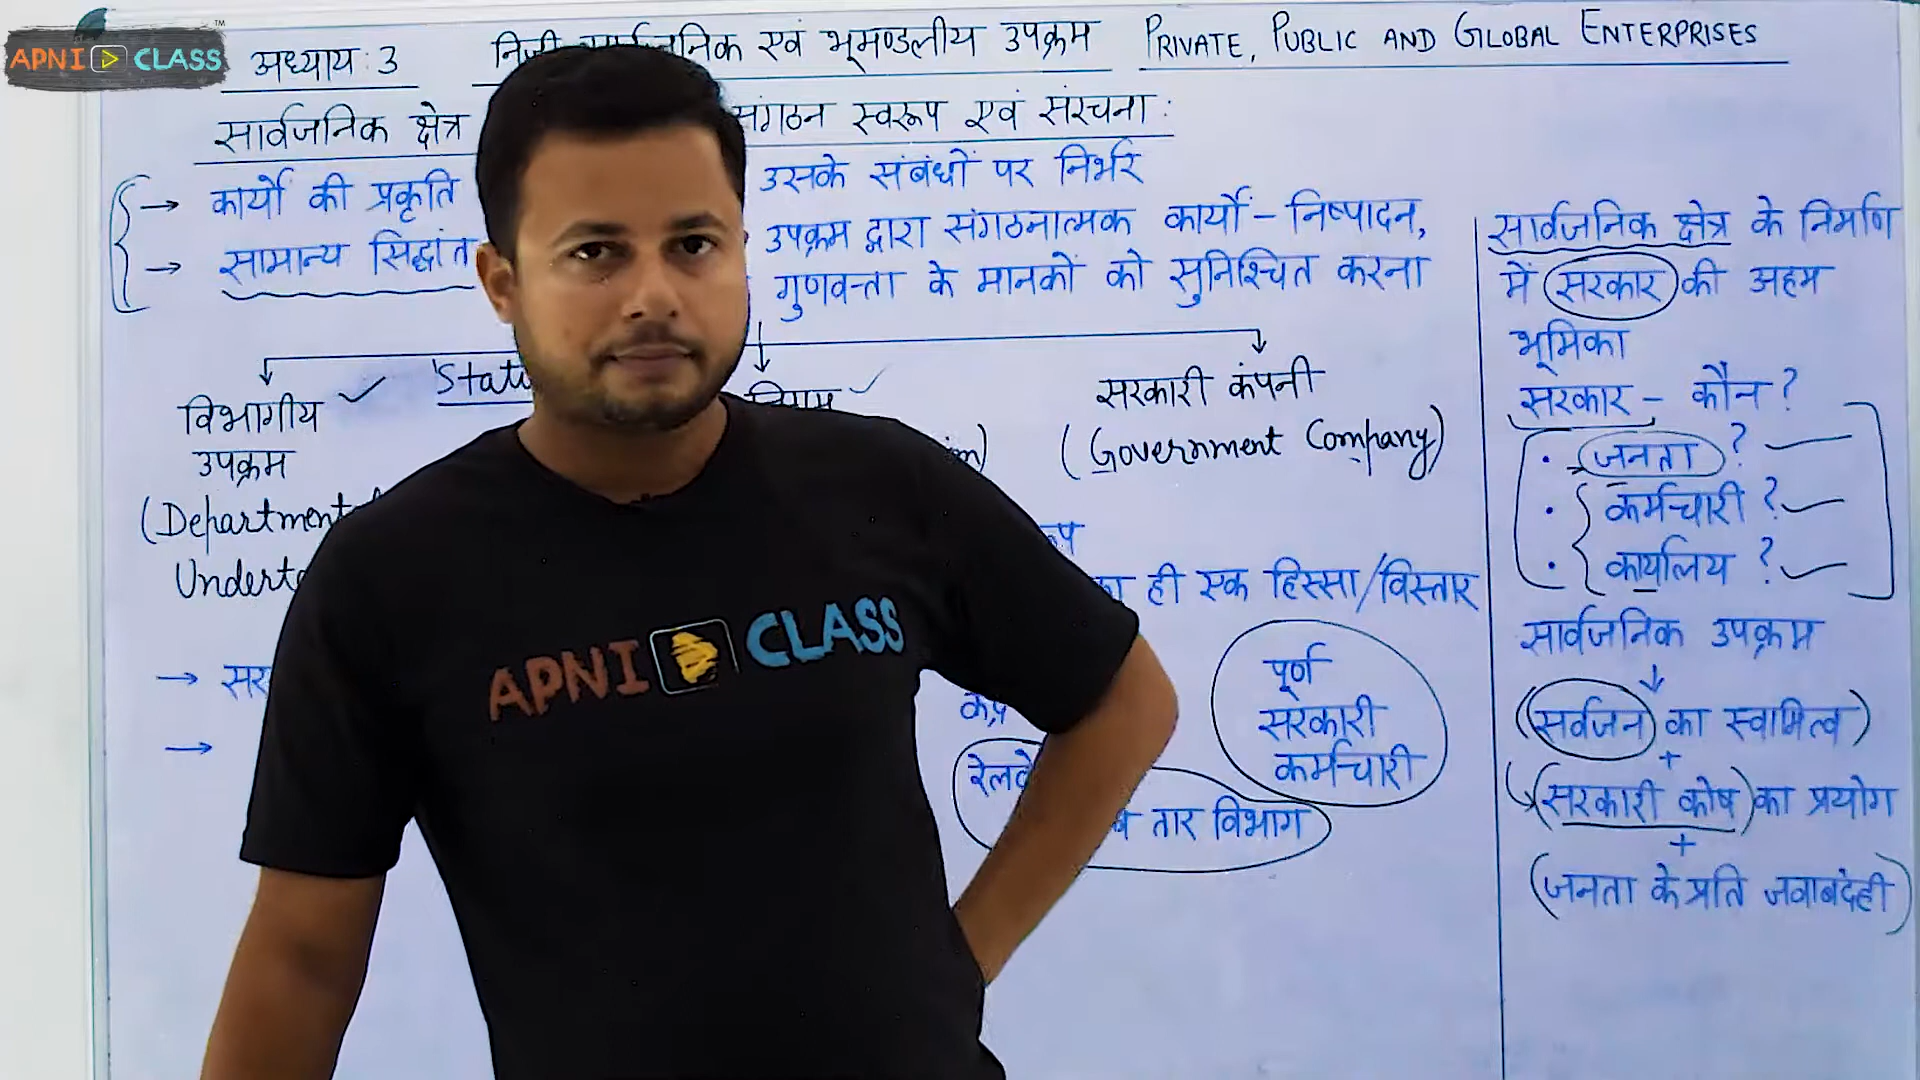 APNI CLASS ™
अध्याय : 3 एवं भूमण्डलीय उपक्रम PRIVATE, PUBLIC AND GLOBAL ENTERPRISES
सार्वजनिक क्षेत्र संगठन स्वरूप एवं संरचना :
→ कार्यो की प्रकृति उसके संबंधों पर निर्भर
→ सामान्य सिद्धांत उपक्रम द्वारा संगठनात्मक कार्यो - निष्पादन,
गुणवत्ता के मानकों को सुनिश्चित करना
विभागीय
उपक्रम
(Department
सरकारी कंपनी
(Government Company)
ही एक हिस्सा/विस्तार
→
→
पूर्ण
सरकारी
कर्मचारी
तार विभाग
सार्वजनिक क्षेत्र के निर्माण
में सरकार की अहम
भूमिका
सरकार - कौन ?
• जनता ?
• कर्मचारी ?
• कार्यालय ?
सार्वजनिक उपक्रम
(सर्वजन का स्वामित्व)
+
(सरकारी कोष) का प्रयोग
+
(जनता के प्रति जवाबदेही)
APNI CLASS